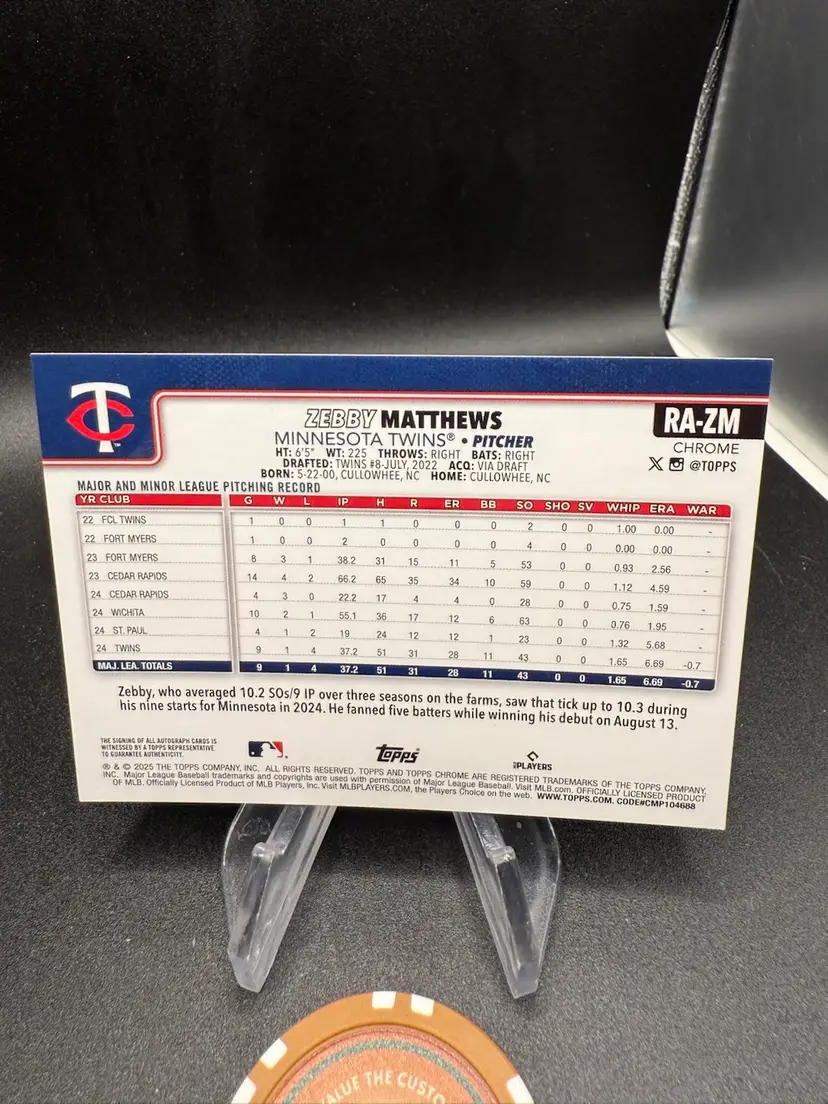 TC
ZEBBY MATTHEWS
RA-ZM
MINNESOTA TWINS® • PITCHER
CHROME
HT: 6'5" WT: 225 THROWS: RIGHT BATS: RIGHT
X @TOPPS
DRAFTED: TWINS #8-JULY, 2022 ACQ: VIA DRAFT
BORN: 5-22-00, CULLOWHEE, NC HOME: CULLOWHEE, NC
MAJOR AND MINOR LEAGUE PITCHING RECORD
YR CLUB G W L IP H R ER BB SO SHO SV WHIP ERA WAR
22 FCL TWINS 1 0 0 1 1 0 0 0 2 0 0 1.00 0.00 -
22 FORT MYERS 1 0 0 2 0 0 0 0 4 0 0 0.00 0.00 -
23 FORT MYERS 8 3 1 38.2 31 15 11 5 53 0 0 0.93 2.56 -
23 CEDAR RAPIDS 14 4 2 66.2 65 35 34 10 59 0 0 1.12 4.59 -
24 CEDAR RAPIDS 4 3 0 22.2 17 4 4 0 28 0 0 0.75 1.59 -
24 WICHITA 10 2 1 55.1 36 17 12 6 63 0 0 0.76 1.95 -
24 ST. PAUL 4 1 2 19 24 12 12 1 23 0 0 1.32 5.68 -
24 TWINS 9 1 4 37.2 51 31 28 11 43 0 0 1.65 6.69 -0.7
MAJ. LEA. TOTALS 9 1 4 37.2 51 31 28 11 43 0 0 1.65 6.69 -0.7
Zebby, who averaged 10.2 SOs/9 IP over three seasons on the farms, saw that tick up to 10.3 during
his nine starts for Minnesota in 2024. He fanned five batters while winning his debut on August 13.
THE SIGNING OF ALL AUTOGRAPH CARDS IS
WITNESSED BY A TOPPS REPRESENTATIVE
TO GUARANTEE AUTHENTICITY.
topps
PLAYERS
® & © 2025 THE TOPPS COMPANY, INC. ALL RIGHTS RESERVED. TOPPS AND TOPPS CHROME ARE REGISTERED TRADEMARKS OF THE TOPPS COMPANY,
INC. Major League Baseball trademarks and copyrights are used with permission of Major League Baseball. Visit MLB.com. OFFICIALLY LICENSED PRODUCT
OF MLB. Officially Licensed Product of MLB Players, Inc. Visit MLBPLAYERS.COM, the Players Choice on the web. WWW.TOPPS.COM. CODE#CMP104688
VALUE THE CUSTO